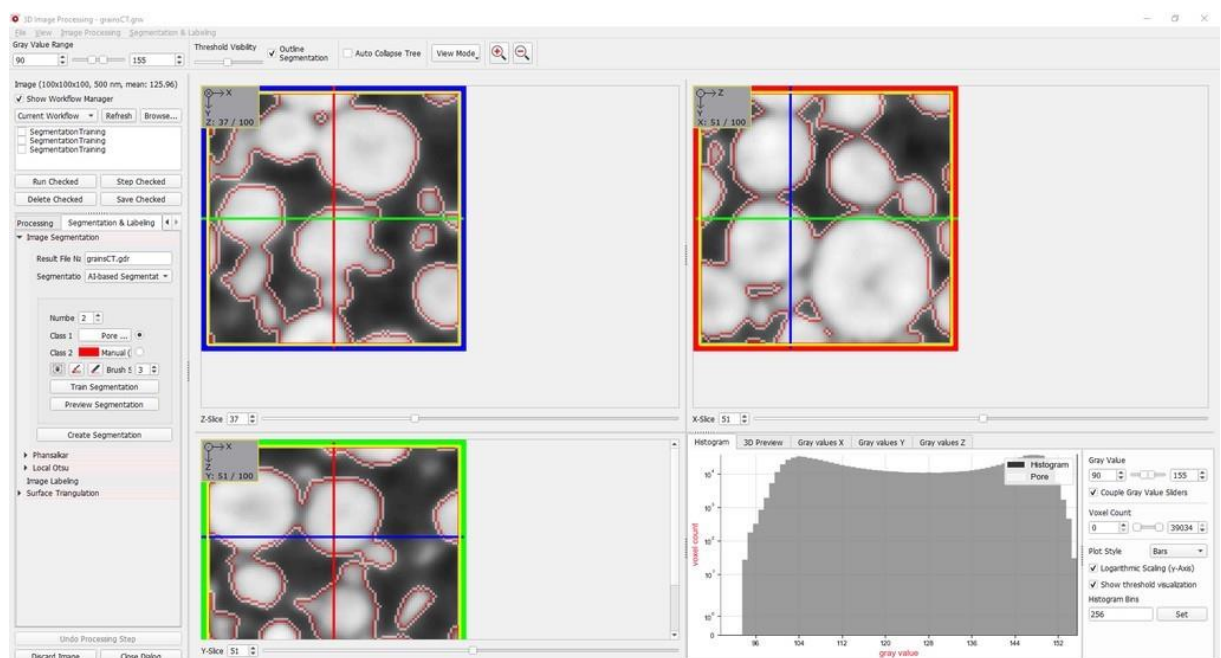 3D Image Processing - grainsCT.grw
File View Image Processing Segmentation & Labeling
Gray Value Range
90 155
Threshold Visibility
Outline Segmentation
Auto Collapse Tree
View Mode
Image (100x100x100, 500 nm, mean: 125.96)
Show Workflow Manager
Current Workflow Refresh Browse...
SegmentationTraining
SegmentationTraining
SegmentationTraining
Run Checked Step Checked
Delete Checked Save Checked
Processing Segmentation & Labeling
Image Segmentation
Result File Na grainsCT.gdr
Segmentatio AI-based Segmentat
Numbe 2
Class 1 Pore ...
Class 2 Manual (
Brush S 3
Train Segmentation
Preview Segmentation
Create Segmentation
Phansalkar
Local Otsu
Image Labeling
Surface Triangulation
Undo Processing Step
Discard Image Close Dialog
X
Y
Z: 37 / 100
Z-Slice 37
Z
Y
X: 51 / 100
X-Slice 51
X
Z
Y: 51 / 100
Y-Slice 51
Histogram 3D Preview Gray values X Gray values Y Gray values Z
Histogram
Pore
voxel count
10⁴
10³
10²
10¹
10⁰
0
96 104 112 120 128 136 144 152
gray value
Gray Value
90 155
Couple Gray Value Sliders
Voxel Count
0 39034
Plot Style Bars
Logarithmic Scaling (y-Axis)
Show threshold visualization
Histogram Bins
256 Set